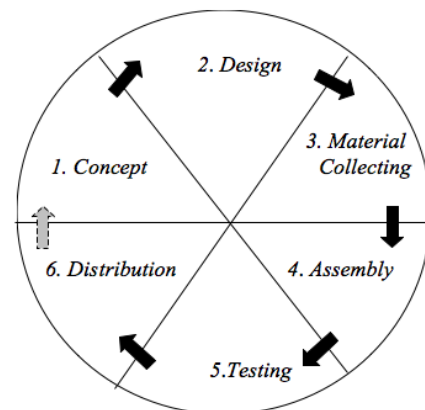 1. Concept
2. Design
3. Material
Collecting
4. Assembly
5.Testing
6. Distribution